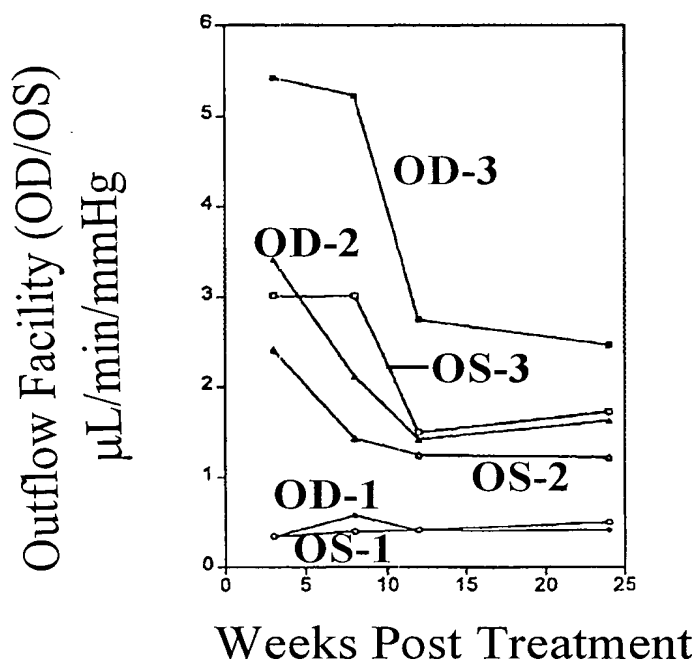 Outflow Facility (OD/OS)
µL/min/mmHg
6
5
4
3
2
1
0
OD-3
OD-2
OS-3
OS-2
OD-1
OS-1
0 5 10 15 20 25
Weeks Post Treatment